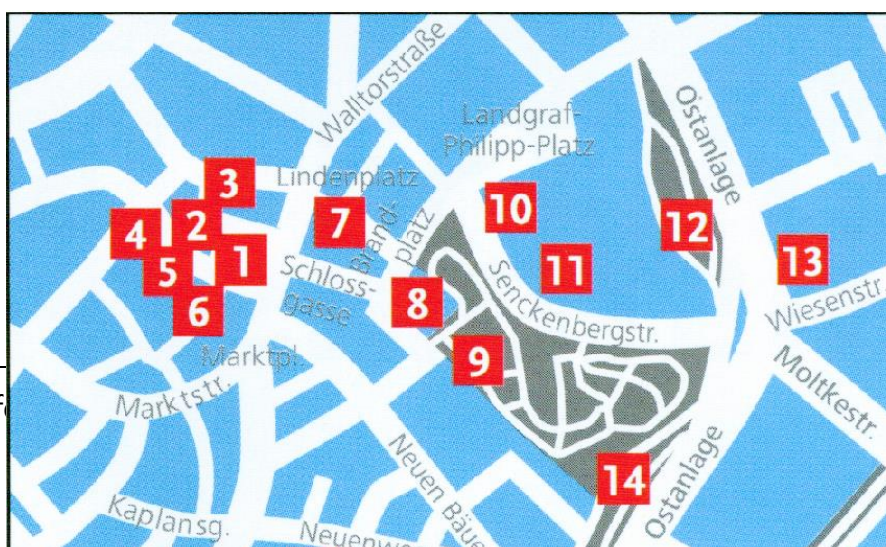 Walltorstraße
Landgraf-
Philipp-Platz
Ostanlage
3
Lindenplatz
2
7
10
12
4
Brand-
platz
1
11
13
5
Schloss-
gasse
8
Senckenbergstr.
Wiesenstr.
6
Marktpl.
9
Moltkestr.
Marktstr.
14
Neuen Bäue
Ostanlage
Kaplansg.
Neuenw